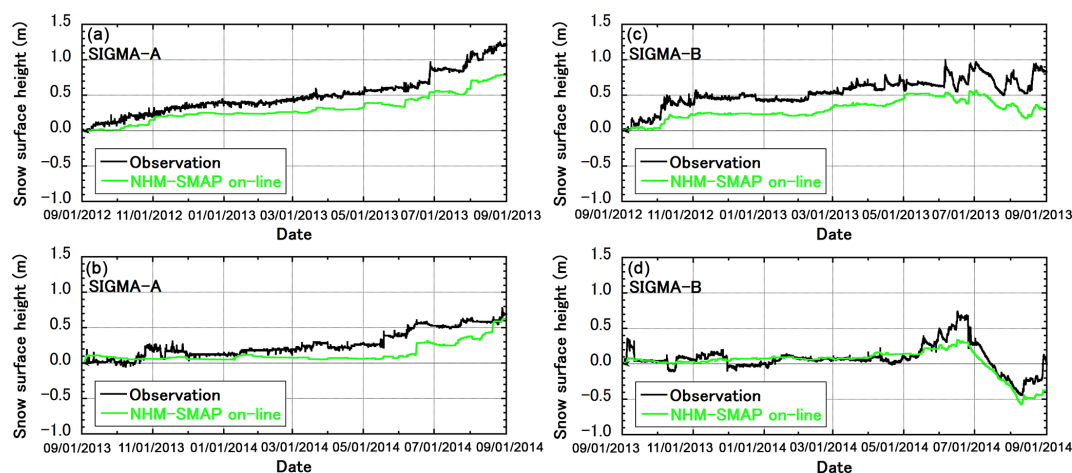 (a)
SIGMA-A
Snow surface height (m)
1.5
1.0
0.5
0.0
−0.5
−1.0
Observation
NHM-SMAP on-line
09/01/2012 11/01/2012 01/01/2013 03/01/2013 05/01/2013 07/01/2013 09/01/2013
Date
(c)
SIGMA-B
Snow surface height (m)
1.5
1.0
0.5
0.0
−0.5
−1.0
Observation
NHM-SMAP on-line
09/01/2012 11/01/2012 01/01/2013 03/01/2013 05/01/2013 07/01/2013 09/01/2013
Date
(b)
SIGMA-A
Snow surface height (m)
1.5
1.0
0.5
0.0
−0.5
−1.0
Observation
NHM-SMAP on-line
09/01/2013 11/01/2013 01/01/2014 03/01/2014 05/01/2014 07/01/2014 09/01/2014
Date
(d)
SIGMA-B
Snow surface height (m)
1.5
1.0
0.5
0.0
−0.5
−1.0
Observation
NHM-SMAP on-line
09/01/2013 11/01/2013 01/01/2014 03/01/2014 05/01/2014 07/01/2014 09/01/2014
Date